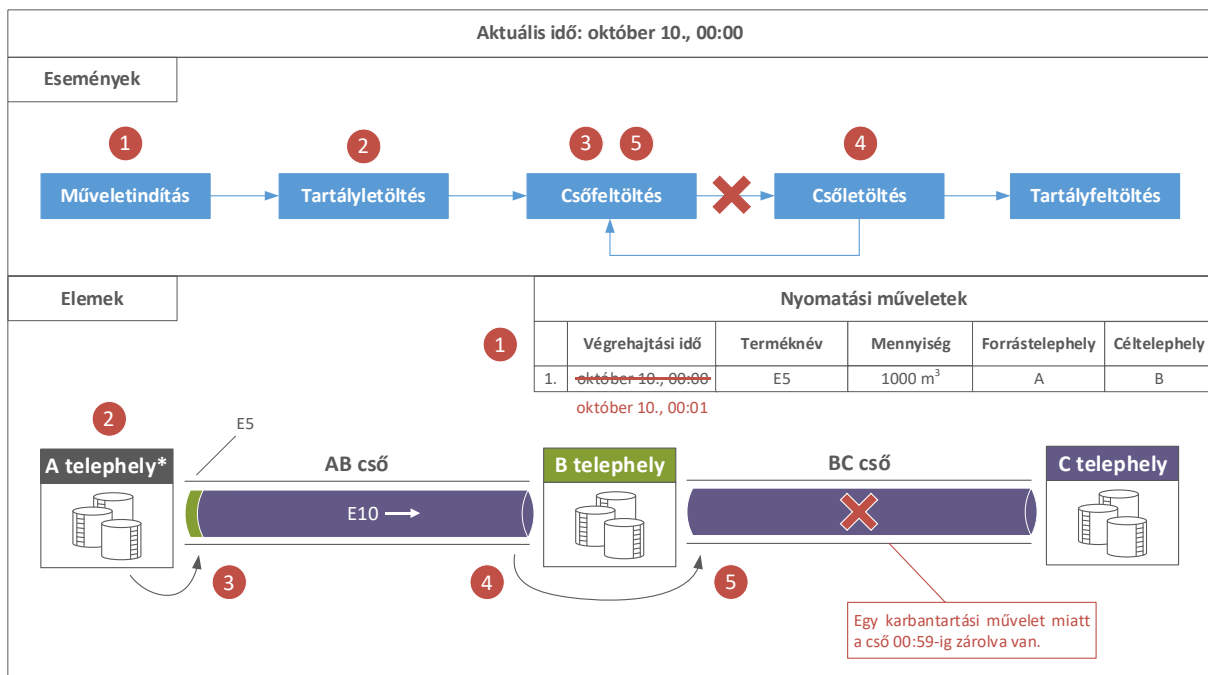 Aktuális idő: október 10., 00:00
Események
1
2
3
5
4
Műveletindítás
Tartályletöltés
Csőfeltöltés
Csőletöltés
Tartályfeltöltés
Elemek
Nyomatási műveletek
1
Végrehajtási idő
Terméknév
Mennyiség
Forrástelephely
Céltelephely
1.
október 10., 00:00
E5
1000 m³
A
B
október 10., 00:01
2
E5
A telephely*
AB cső
B telephely
BC cső
C telephely
E10
3
4
5
Egy karbantartási művelet miatt
a cső 00:59-ig zárolva van.